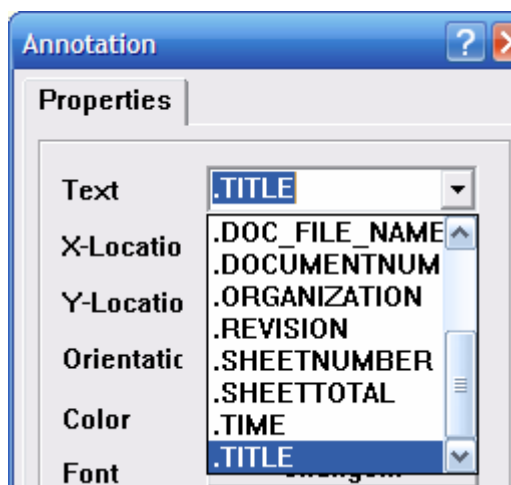 Annotation
Properties
Text .TITLE
.DOC_FILE_NAME
X-Locatio .DOCUMENTNUM
Y-Locatio .ORGANIZATION
.REVISION
Orientatic .SHEETNUMBER
.SHEETTOTAL
Color .TIME
.TITLE
Font